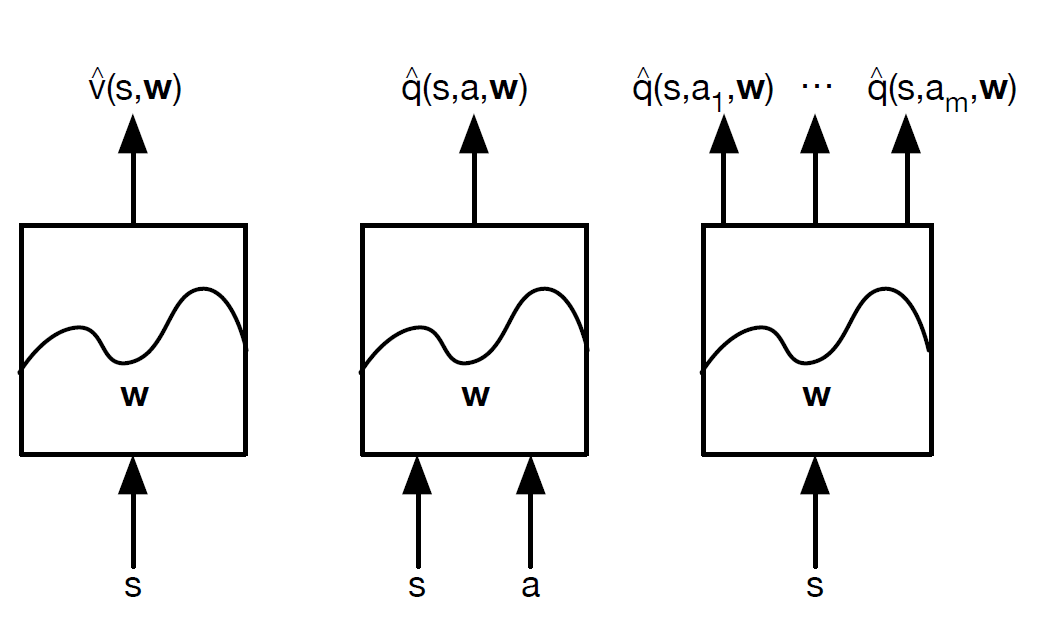 v̂(s,w) q̂(s,a,w) q̂(s,a₁,w) ⋯ q̂(s,aₘ,w)
w w w
s s a s